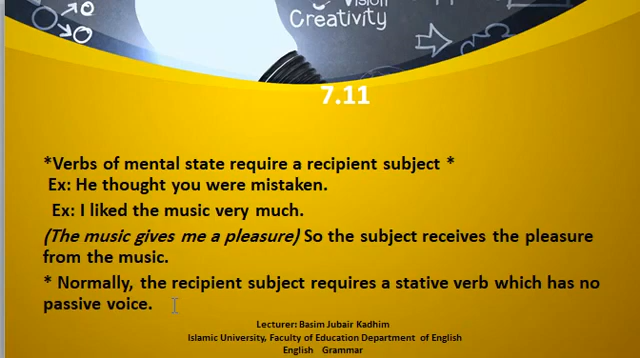 Vision
Creativity
7.11
*Verbs of mental state require a recipient subject *
Ex: He thought you were mistaken.
Ex: I liked the music very much.
(The music gives me a pleasure) So the subject receives the pleasure
from the music.
* Normally, the recipient subject requires a stative verb which has no
passive voice.
Lecturer: Basim Jubair Kadhim
Islamic University, Faculty of Education Department of English
English Grammar